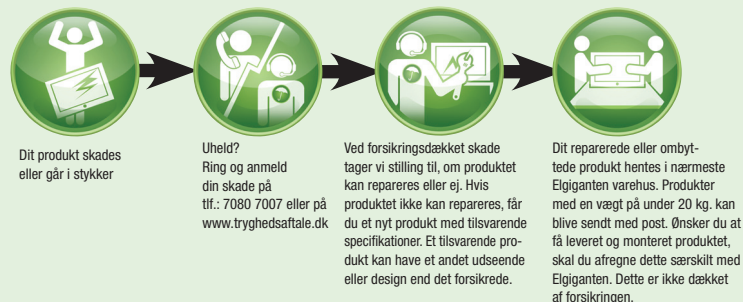 Dit produkt skades
eller går i stykker
Uheld?
Ring og anmeld
din skade på
tlf.: 7080 7007 eller på
www.tryghedsaftale.dk
Ved forsikringsdækket skade
tager vi stilling til, om produktet
kan repareres eller ej. Hvis
produktet ikke kan repareres, får
du et nyt produkt med tilsvarende
specifikationer. Et tilsvarende pro-
dukt kan have et andet udseende
eller design end det forsikrede.
Dit reparerede eller ombyt-
tede produkt hentes i nærmeste
Elgiganten varehus. Produkter
med en vægt på under 20 kg. kan
blive sendt med post. Ønsker du at
få leveret og monteret produktet,
skal du afregne dette særskilt med
Elgiganten. Dette er ikke dækket
af forsikringen.